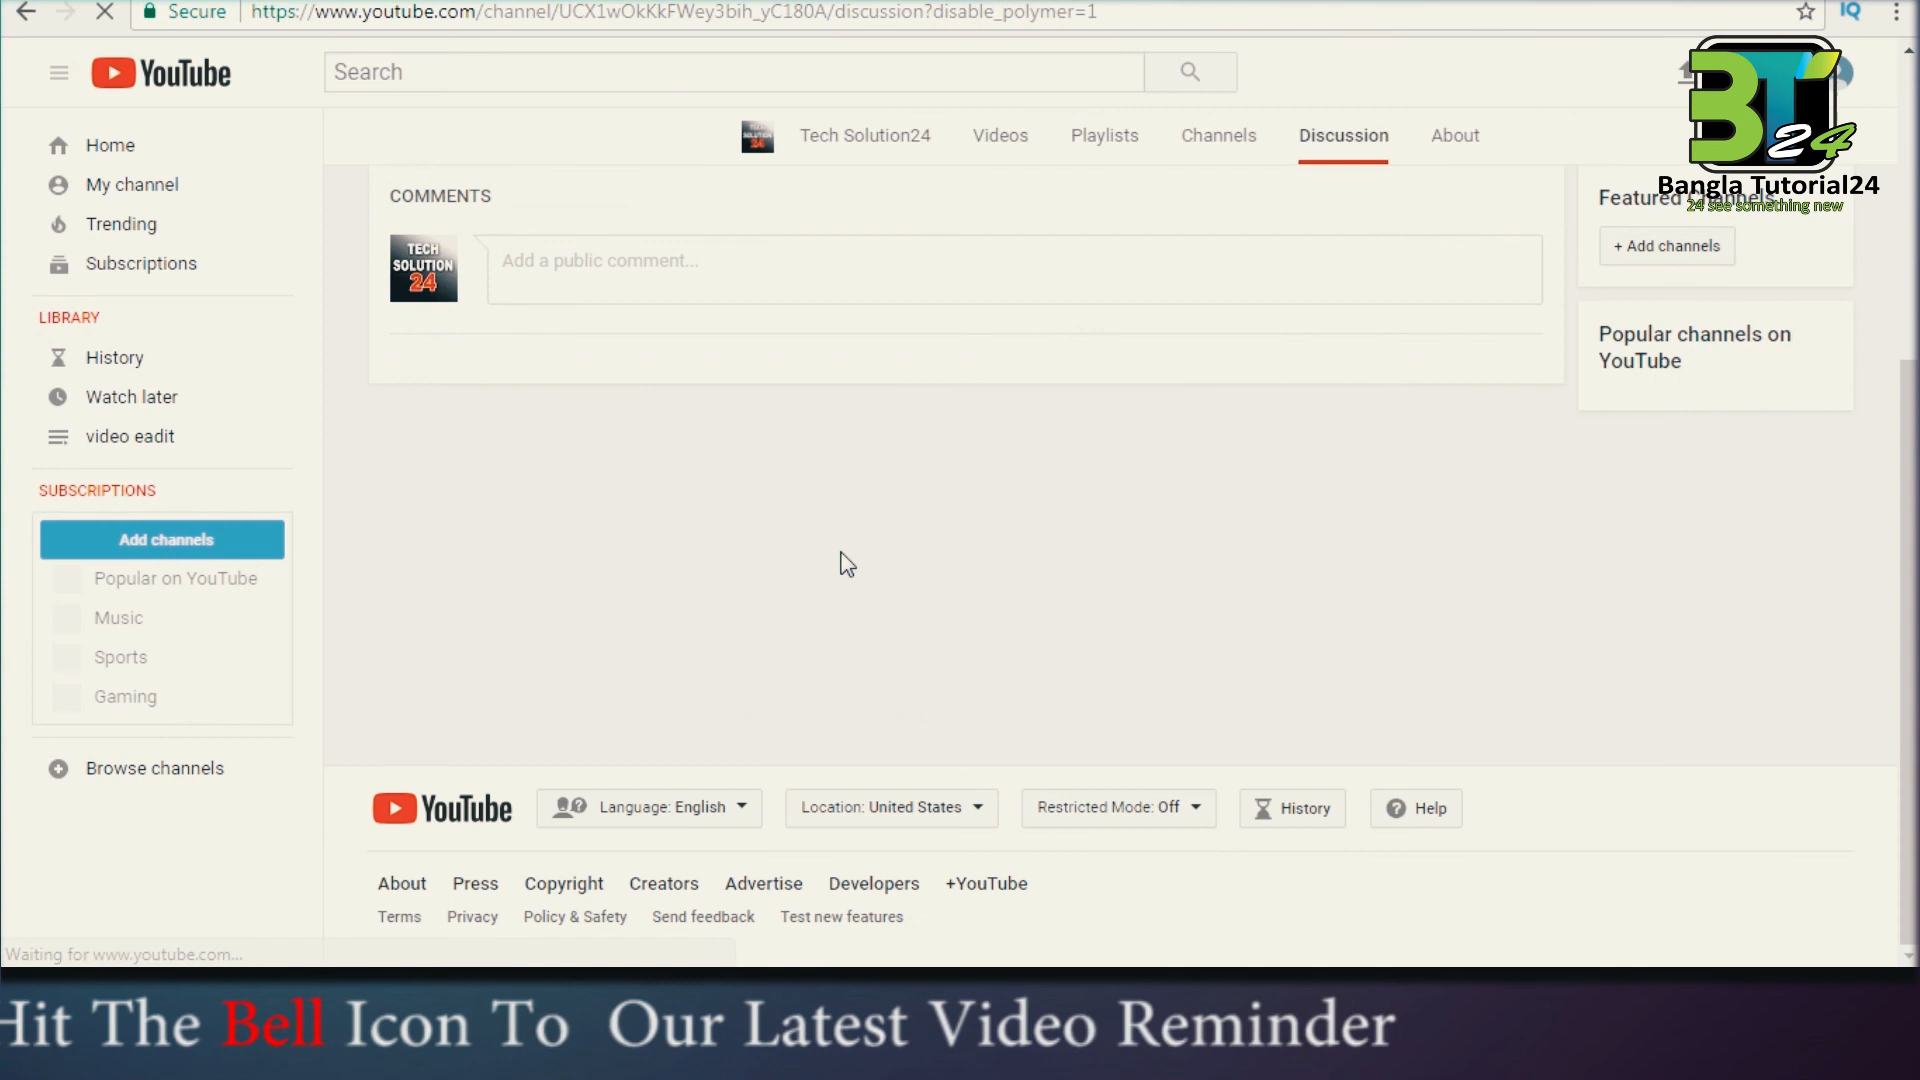 Secure https://www.youtube.com/channel/UCX1wOkKkFWey3bih_yC180A/discussion?disable_polymer=1
IQ
YouTube
Search
BT24
Bangla Tutorial24
24 see something new
Home
My channel
Trending
Subscriptions
LIBRARY
History
Watch later
video eadit
SUBSCRIPTIONS
Add channels
Popular on YouTube
Music
Sports
Gaming
Browse channels
Tech Solution24 Videos Playlists Channels Discussion About
COMMENTS
TECH
SOLUTION
24
Add a public comment...
Featured Channels
+ Add channels
Popular channels on
YouTube
YouTube Language: English Location: United States Restricted Mode: Off History Help
About Press Copyright Creators Advertise Developers +YouTube
Terms Privacy Policy & Safety Send feedback Test new features
Waiting for www.youtube.com...
Hit The Bell Icon To Our Latest Video Reminder